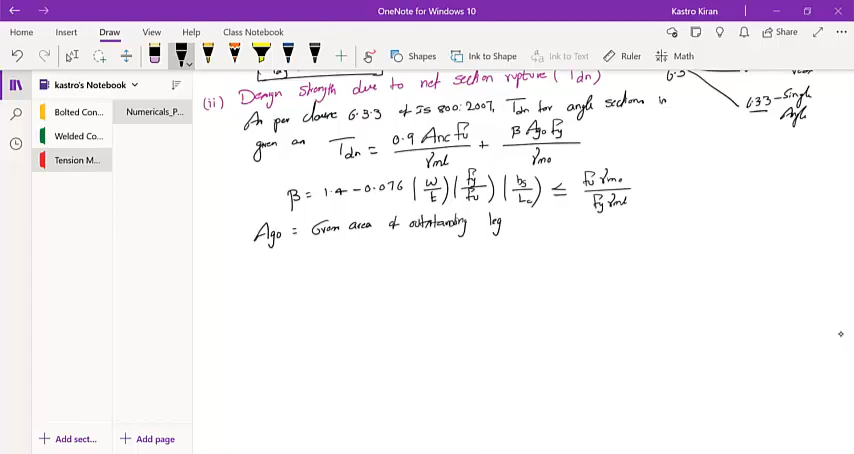 OneNote for Windows 10
Kastro Kiran
Home Insert Draw View Help Class Notebook
Share
Shapes
Ink to Shape
Ink to Text
Ruler
Math
kastro's Notebook
Bolted Con...
Welded Co...
Tension M...
Numericals_P...
Add sect...
Add page
(ii) Design strength due to net section rupture (Tdn)
6.3.3 - Single Angle
As per clause 6.3.3 of IS 800:2007, Tdn for angle sections is
given as Tdn = 0.9 Anc fu / γml + β Ago fy / γmo
β = 1.4 - 0.076 (w/t) (fy/fu) (bs/Lc) ≤ fu γmo / fy γml
Ago = Gross area of outstanding leg